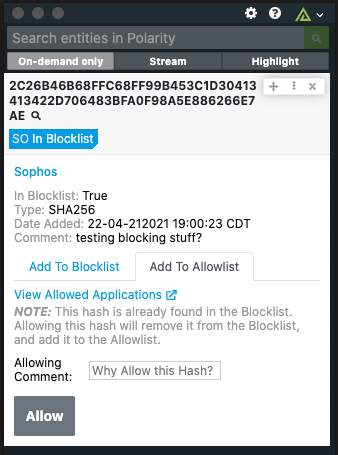 Search entities in Polarity
On-demand only
Stream
Highlight
2C26B46B68FFC68FF99B453C1D30413
413422D706483BFA0F98A5E886266E7
AE
SO In Blocklist
Sophos
In Blocklist: True
Type: SHA256
Date Added: 22-04-212021 19:00:23 CDT
Comment: testing blocking stuff?
Add To Blocklist
Add To Allowlist
View Allowed Applications
NOTE: This hash is already found in the Blocklist.
Allowing this hash will remove it from the Blocklist,
and add it to the Allowlist.
Allowing
Comment:
Why Allow this Hash?
Allow